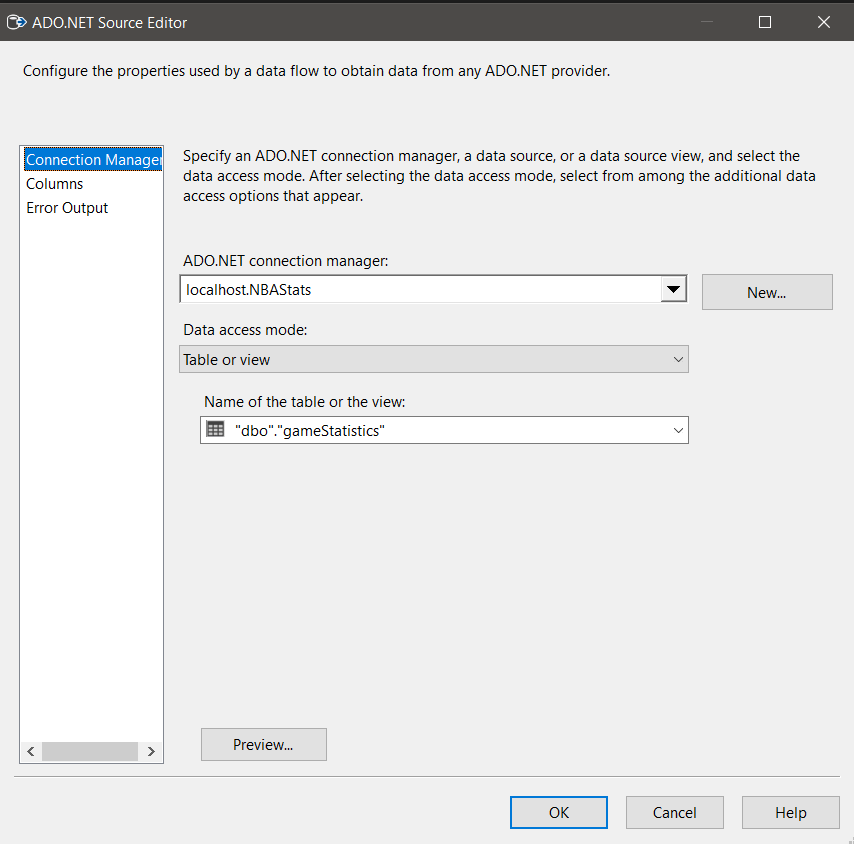 ADO.NET Source Editor
Configure the properties used by a data flow to obtain data from any ADO.NET provider.
Connection Manager
Columns
Error Output
Specify an ADO.NET connection manager, a data source, or a data source view, and select the
data access mode. After selecting the data access mode, select from among the additional data
access options that appear.
ADO.NET connection manager:
localhost.NBAStats
New...
Data access mode:
Table or view
Name of the table or the view:
"dbo"."gameStatistics"
Preview...
OK
Cancel
Help